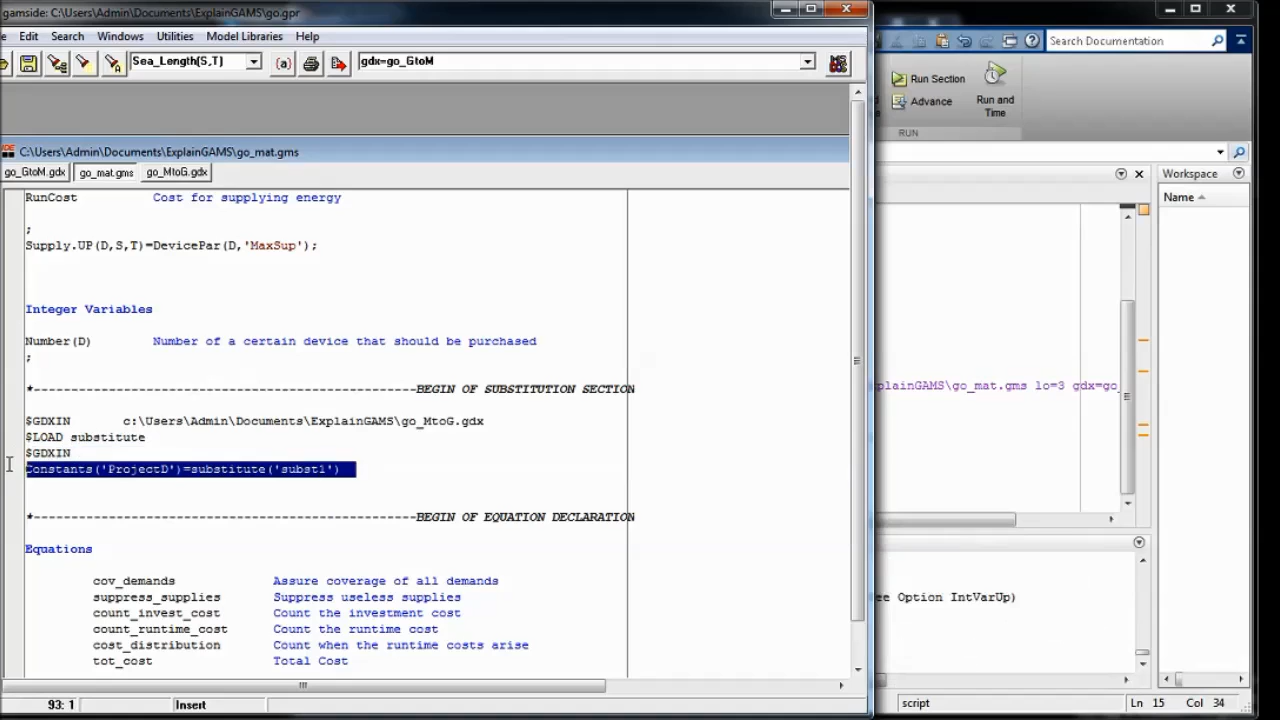 gamside: C:\Users\Admin\Documents\ExplainGAMS\go.gpr
Edit Search Windows Utilities Model Libraries Help
Sea_Length(S,T) (a) gdx=go_GtoM
C:\Users\Admin\Documents\ExplainGAMS\go_mat.gms
go_GtoM.gdx go_mat.gms go_MtoG.gdx
RunCost Cost for supplying energy
;
Supply.UP(D,S,T)=DevicePar(D,'MaxSup');
Integer Variables
Number(D) Number of a certain device that should be purchased
;
*---------------------------------------------------BEGIN OF SUBSTITUTION SECTION
$GDXIN c:\Users\Admin\Documents\ExplainGAMS\go_MtoG.gdx
$LOAD substitute
$GDXIN
Constants('ProjectD')=substitute('subst1')
*---------------------------------------------------BEGIN OF EQUATION DECLARATION
Equations
cov_demands Assure coverage of all demands
suppress_supplies Suppress useless supplies
count_invest_cost Count the investment cost
count_runtime_cost Count the runtime cost
cost_distribution Count when the runtime costs arise
tot_cost Total Cost
93: 1 Insert
Search Documentation
Run Section
Advance
Run and Time
RUN
Workspace
Name
plainGAMS\go_mat.gms lo=3 gdx=go_
ee Option IntVarUp)
script Ln 15 Col 34